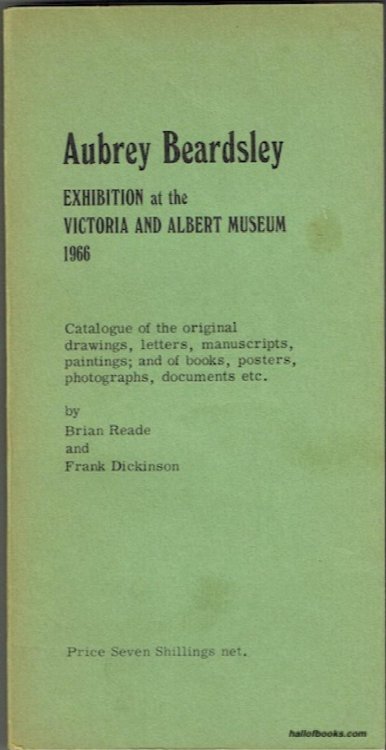 Aubrey Beardsley
EXHIBITION at the
VICTORIA AND ALBERT MUSEUM
1966
Catalogue of the original
drawings, letters, manuscripts,
paintings; and of books, posters,
photographs, documents etc.
by
Brian Reade
and
Frank Dickinson
Price Seven Shillings net.
hallofbooks.com